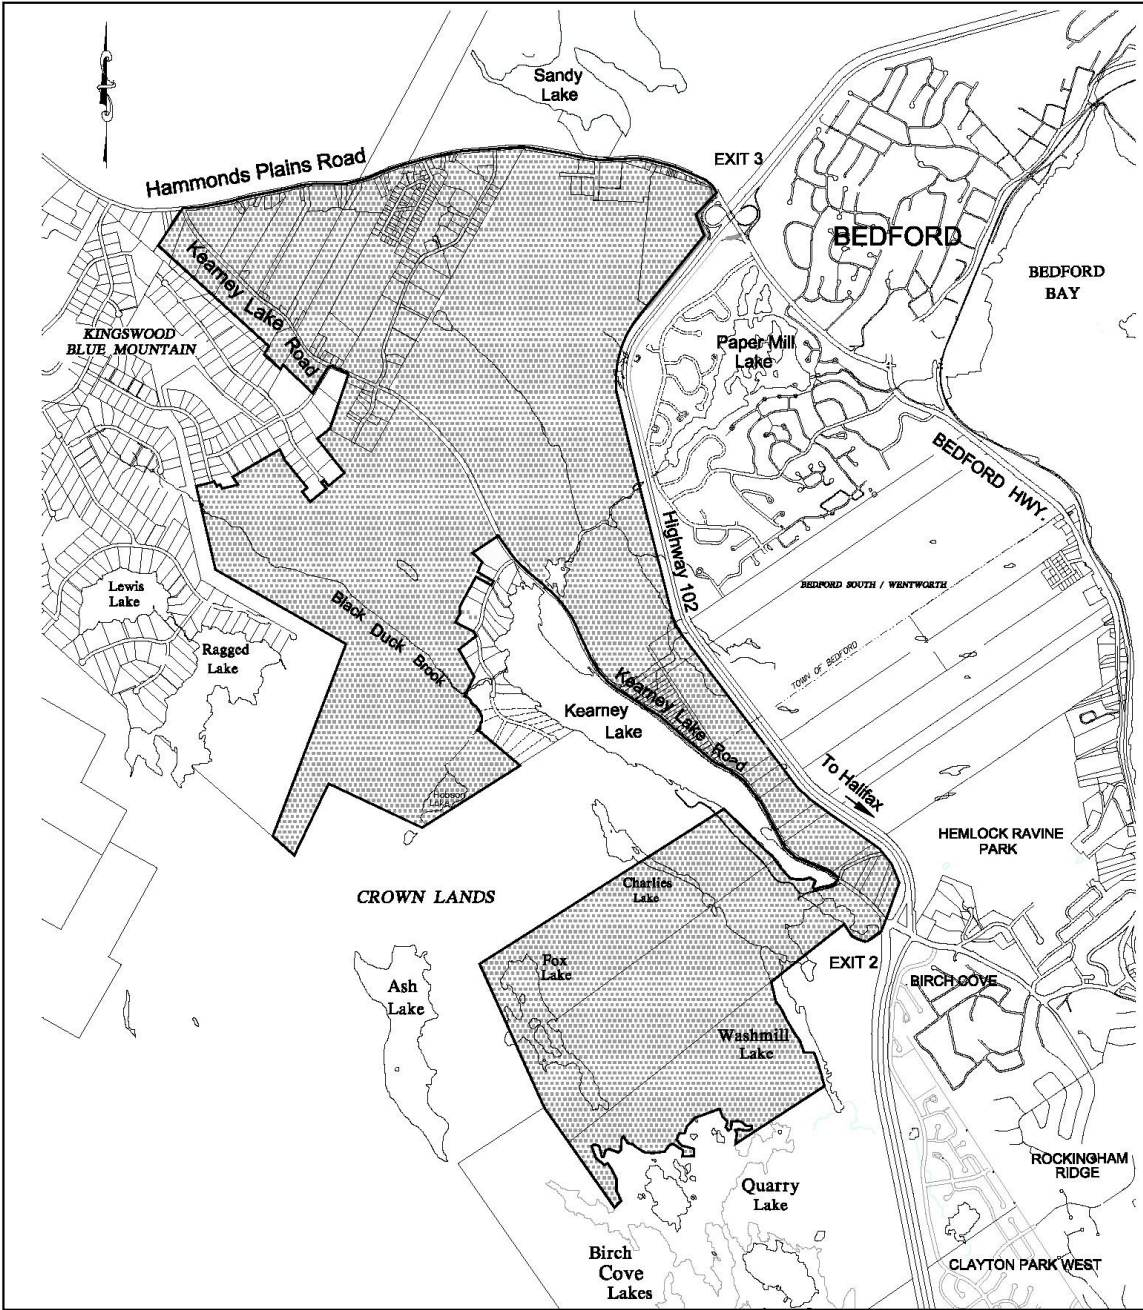 Sandy
Lake
EXIT 3
Hammonds Plains Road
BEDFORD
BEDFORD
BAY
Kearney Lake Road
KINGSWOOD
BLUE MOUNTAIN
Paper Mill
Lake
BEDFORD HWY.
Highway 102
BEDFORD SOUTH / WENTWORTH
Lewis
Lake
Black Duck Brook
Ragged
Lake
TOWN OF BEDFORD
Kearney Lake Road
Kearney
Lake
To Halifax
Hobson
Lake
HEMLOCK RAVINE
PARK
CROWN LANDS
Charlies
Lake
Fox
Lake
EXIT 2
Ash
Lake
BIRCH COVE
Washmill
Lake
ROCKINGHAM
RIDGE
Quarry
Lake
Birch
Cove
Lakes
CLAYTON PARK WEST